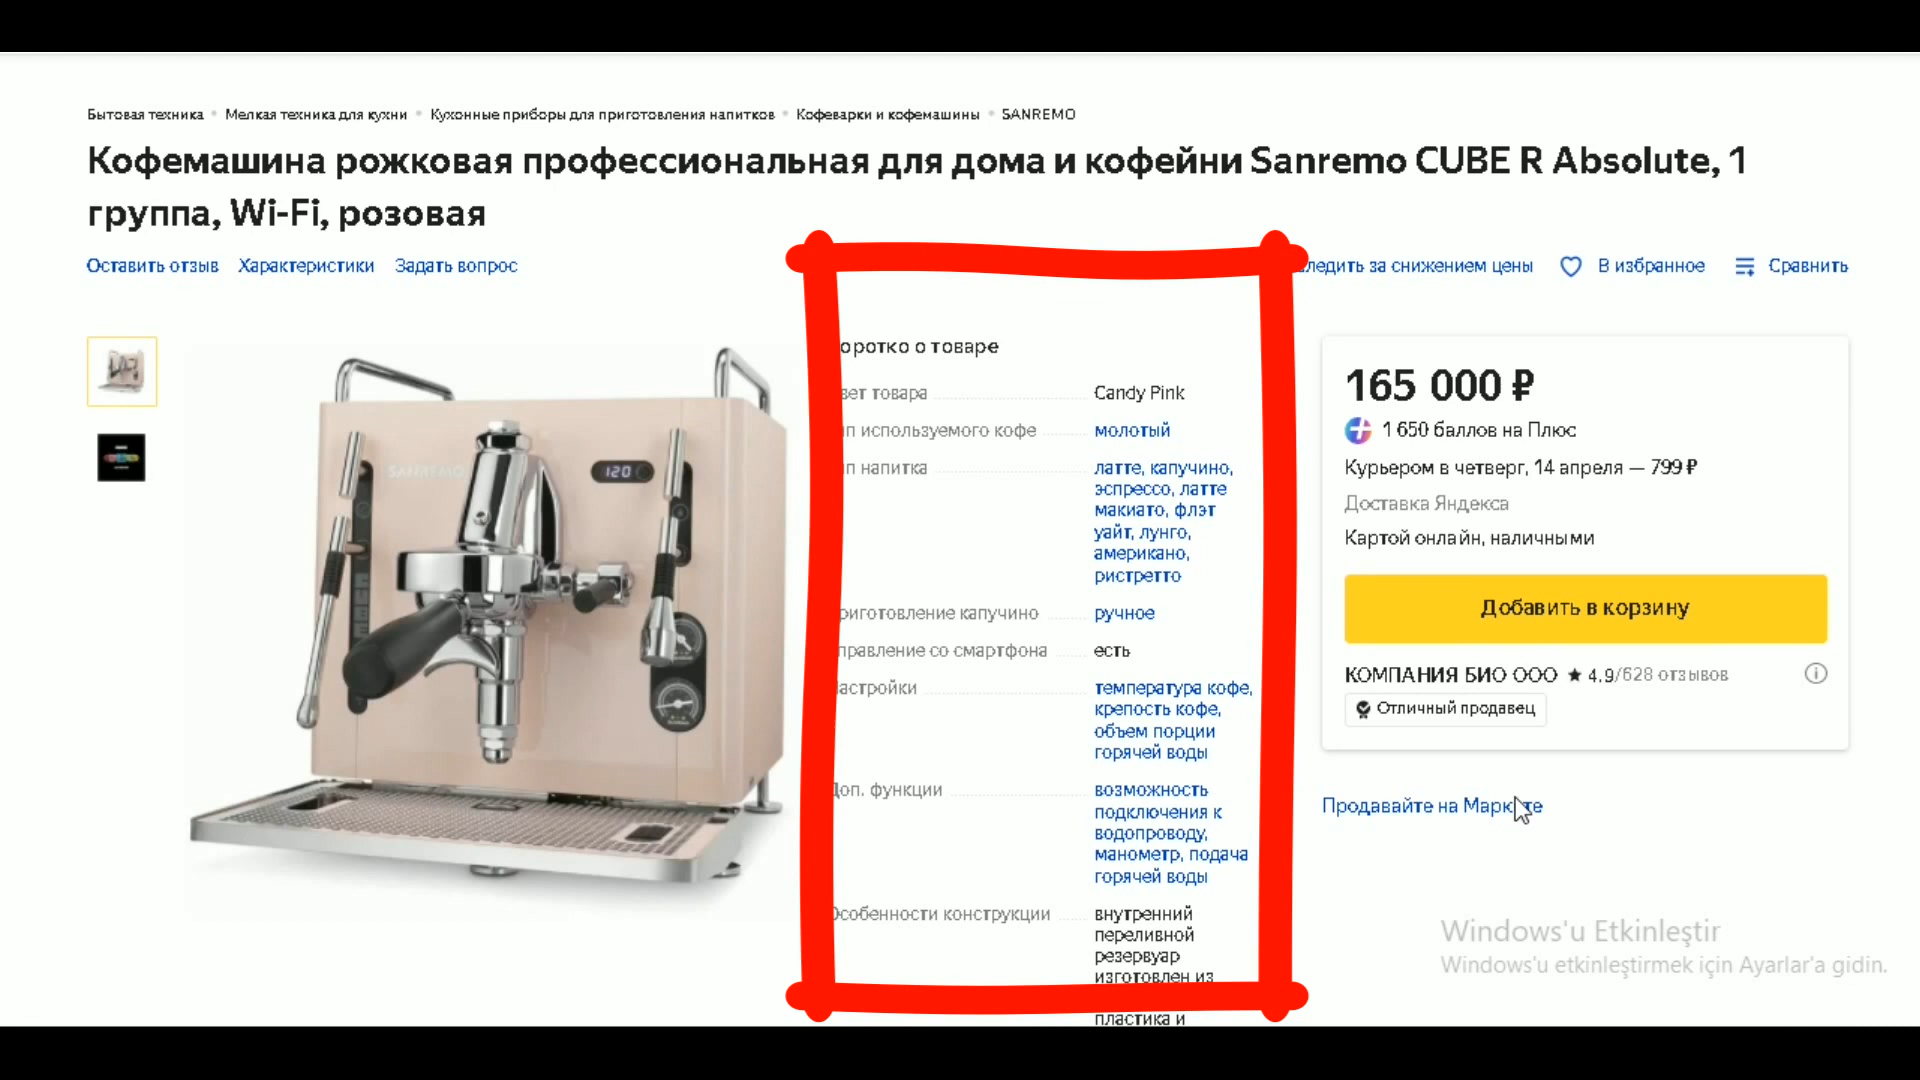 Бытовая техника • Мелкая техника для кухни • Кухонные приборы для приготовления напитков • Кофеварки и кофемашины • SANREMO
Кофемашина рожковая профессиональная для дома и кофейни Sanremo CUBE R Absolute, 1
группа, Wi-Fi, розовая
Оставить отзыв Характеристики Задать вопрос
ледить за снижением цены В избранное Сравнить
SANREMO
120
оротко о товаре
вет товара Candy Pink
ип используемого кофе молотый
ип напитка латте, капучино,
эспрессо, латте
макиато, флэт
уайт, лунго,
американо,
ристретто
риготовление капучино ручное
правление со смартфона есть
астройки температура кофе,
крепость кофе,
объем порции
горячей воды
Доп. функции возможность
подключения к
водопроводу,
манометр, подача
горячей воды
Особенности конструкции внутренний
переливной
резервуар
изготовлен из
пластика и
165 000 ₽
1 650 баллов на Плюс
Курьером в четверг, 14 апреля — 799 ₽
Доставка Яндекса
Картой онлайн, наличными
Добавить в корзину
КОМПАНИЯ БИО ООО ★ 4.9/628 отзывов
Отличный продавец
Продавайте на Маркете
Windows'u Etkinleştir
Windows'u etkinleştirmek için Ayarlar'a gidin.